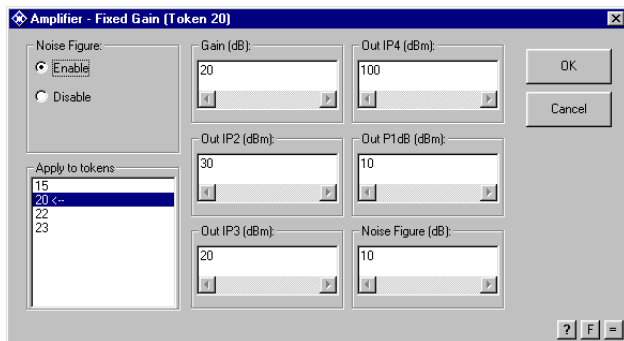 Amplifier - Fixed Gain (Token 20)
Noise Figure:
Enable
Disable
Apply to tokens
15
20 <--
22
23
Gain (dB):
20
Out IP2 (dBm):
30
Out IP3 (dBm):
20
Out IP4 (dBm):
100
Out P1dB (dBm):
10
Noise Figure (dB):
10
OK
Cancel
? F =